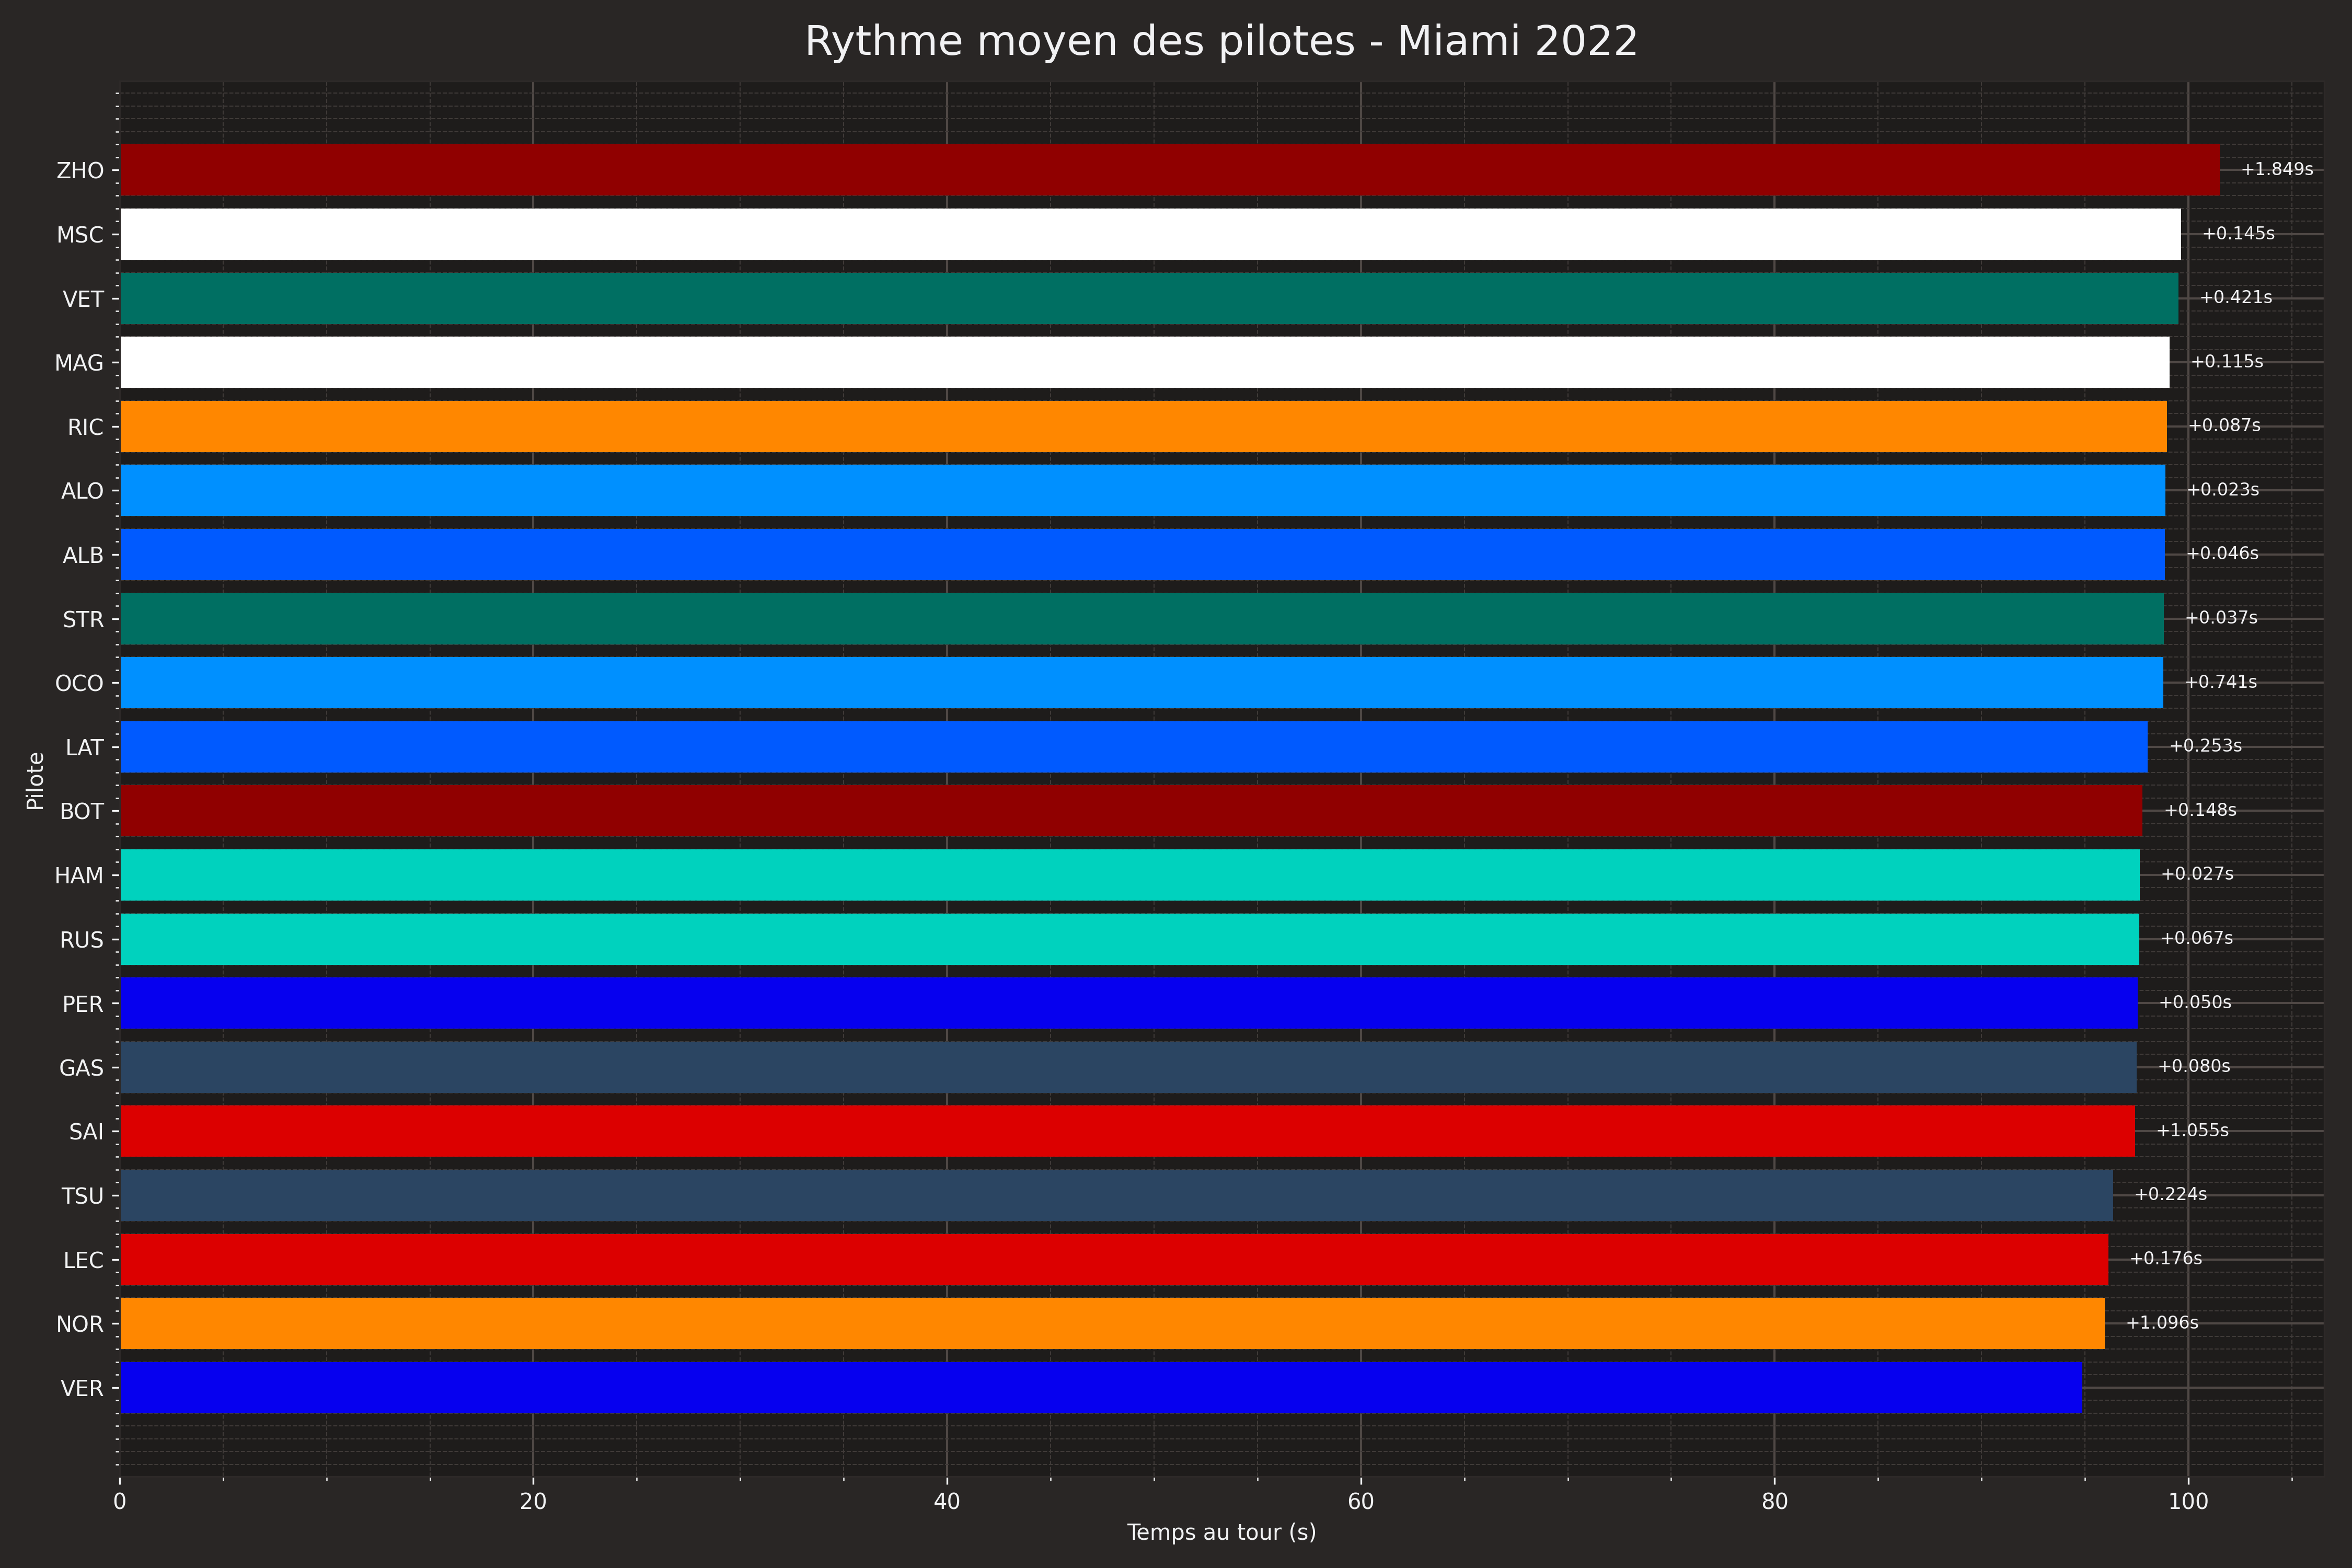 Rythme moyen des pilotes - Miami 2022
ZHO +1.849s
MSC +0.145s
VET +0.421s
MAG +0.115s
RIC +0.087s
ALO +0.023s
ALB +0.046s
STR +0.037s
OCO +0.741s
LAT +0.253s
Pilote
BOT +0.148s
HAM +0.027s
RUS +0.067s
PER +0.050s
GAS +0.080s
SAI +1.055s
TSU +0.224s
LEC +0.176s
NOR +1.096s
VER
0 20 40 60 80 100
Temps au tour (s)